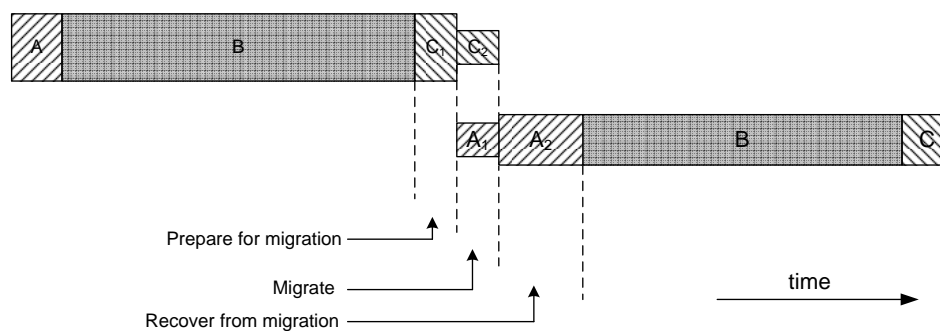 A B C₁ C₂
A₁ A₂ B C
Prepare for migration
Migrate
time
Recover from migration